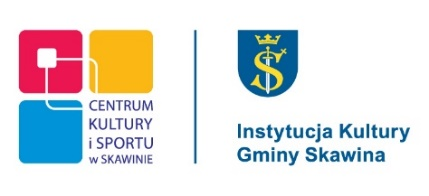 CENTRUM
KULTURY
i SPORTU
w SKAWINIE
S
Instytucja Kultury
Gminy Skawina